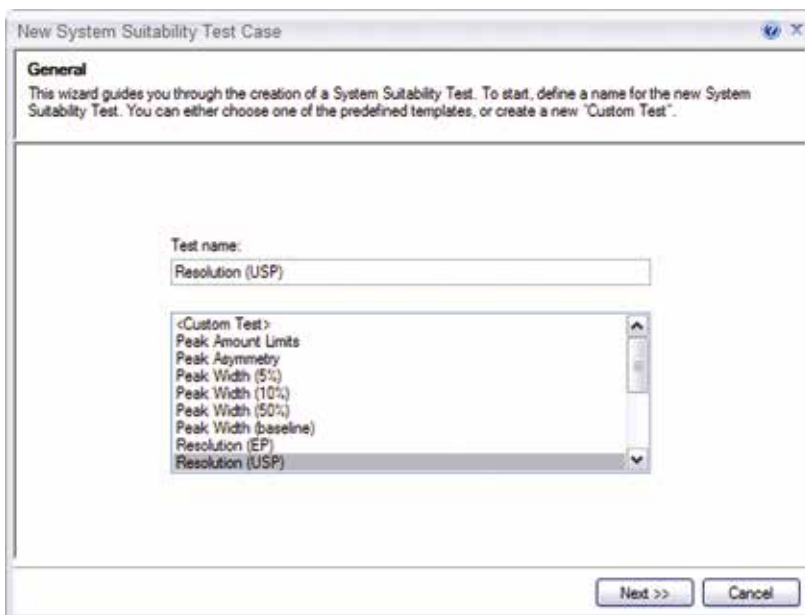 New System Suitability Test Case
General
This wizard guides you through the creation of a System Suitability Test. To start, define a name for the new System
Suitability Test. You can either choose one of the predefined templates, or create a new "Custom Test".
Test name:
Resolution (USP)
<Custom Test>
Peak Amount Limits
Peak Asymmetry
Peak Width (5%)
Peak Width (10%)
Peak Width (50%)
Peak Width (baseline)
Resolution (EP)
Resolution (USP)
Next >>
Cancel